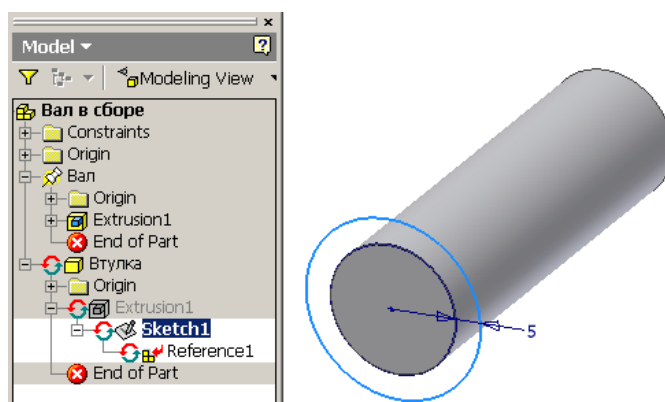 Model
Modeling View
Вал в сборе
Constraints
Origin
Вал
Origin
Extrusion1
End of Part
Втулка
Origin
Extrusion1
Sketch1
Reference1
End of Part
5